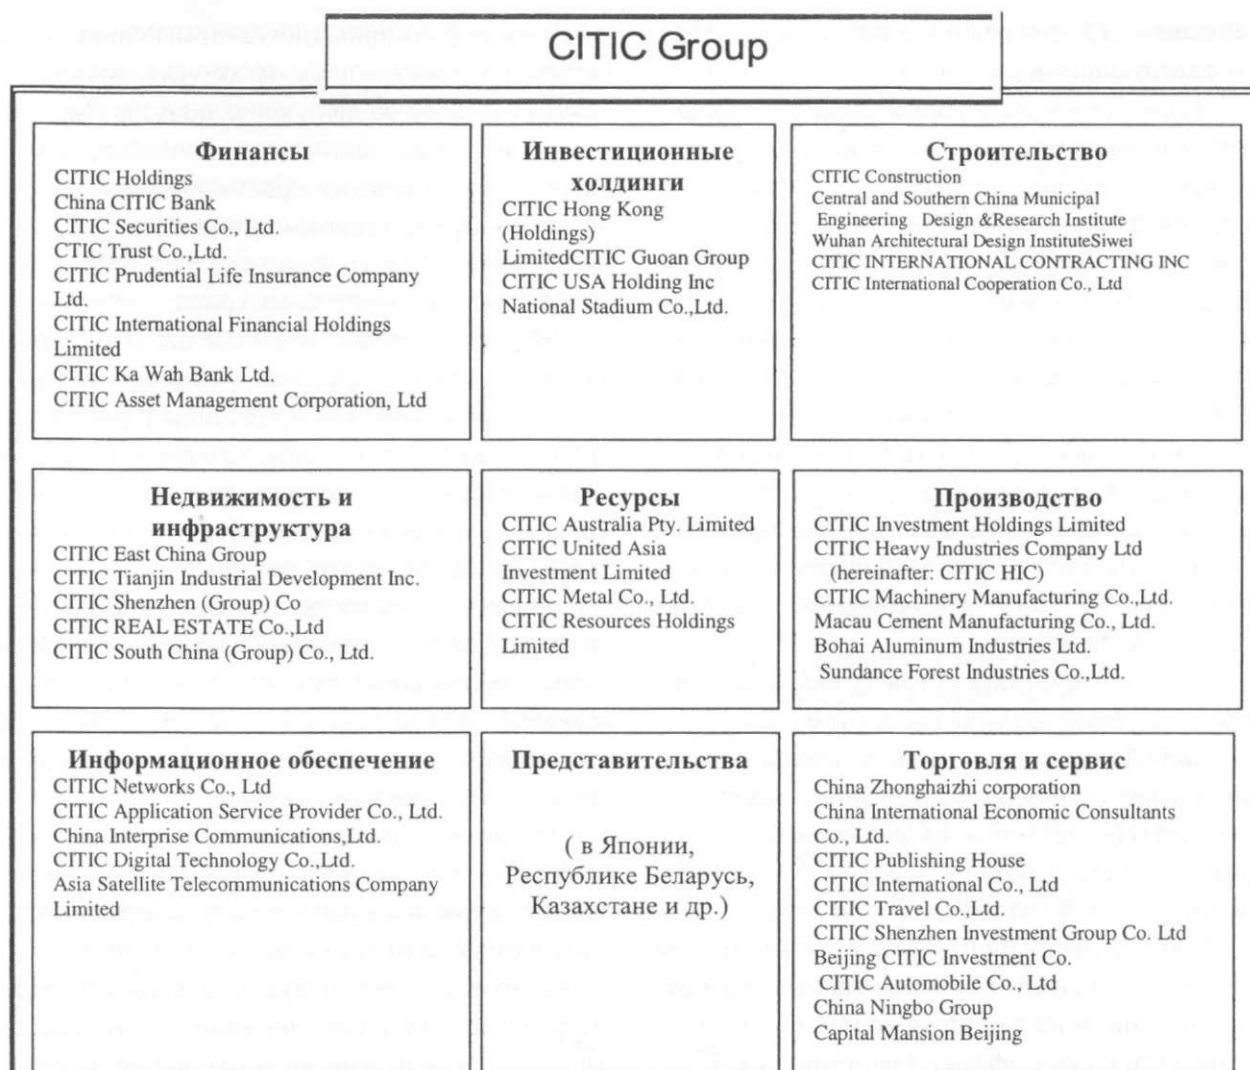 CITIC Group
Финансы
CITIC Holdings
China CITIC Bank
CITIC Securities Co., Ltd.
CTIC Trust Co.,Ltd.
CITIC Prudential Life Insurance Company
Ltd.
CITIC International Financial Holdings
Limited
CITIC Ka Wah Bank Ltd.
CITIC Asset Management Corporation, Ltd
Инвестиционные
холдинги
CITIC Hong Kong
(Holdings)
LimitedCITIC Guoan Group
CITIC USA Holding Inc
National Stadium Co.,Ltd.
Строительство
CITIC Construction
Central and Southern China Municipal
Engineering Design &Research Institute
Wuhan Architectural Design InstituteSiwei
CITIC INTERNATIONAL CONTRACTING INC
CITIC International Cooperation Co., Ltd
Недвижимость и
инфраструктура
CITIC East China Group
CITIC Tianjin Industrial Development Inc.
CITIC Shenzhen (Group) Co
CITIC REAL ESTATE Co.,Ltd
CITIC South China (Group) Co., Ltd.
Ресурсы
CITIC Australia Pty. Limited
CITIC United Asia
Investment Limited
CITIC Metal Co., Ltd.
CITIC Resources Holdings
Limited
Производство
CITIC Investment Holdings Limited
CITIC Heavy Industries Company Ltd
(hereinafter: CITIC HIC)
CITIC Machinery Manufacturing Co.,Ltd.
Macau Cement Manufacturing Co., Ltd.
Bohai Aluminum Industries Ltd.
Sundance Forest Industries Co.,Ltd.
Информационное обеспечение
CITIC Networks Co., Ltd
CITIC Application Service Provider Co., Ltd.
China Interprise Communications,Ltd.
CITIC Digital Technology Co.,Ltd.
Asia Satellite Telecommunications Company
Limited
Представительства
( в Японии,
Республике Беларусь,
Казахстане и др.)
Торговля и сервис
China Zhonghaizhi corporation
China International Economic Consultants
Co., Ltd.
CITIC Publishing House
CITIC International Co., Ltd
CITIC Travel Co.,Ltd.
CITIC Shenzhen Investment Group Co. Ltd
Beijing CITIC Investment Co.
CITIC Automobile Co., Ltd
China Ningbo Group
Capital Mansion Beijing